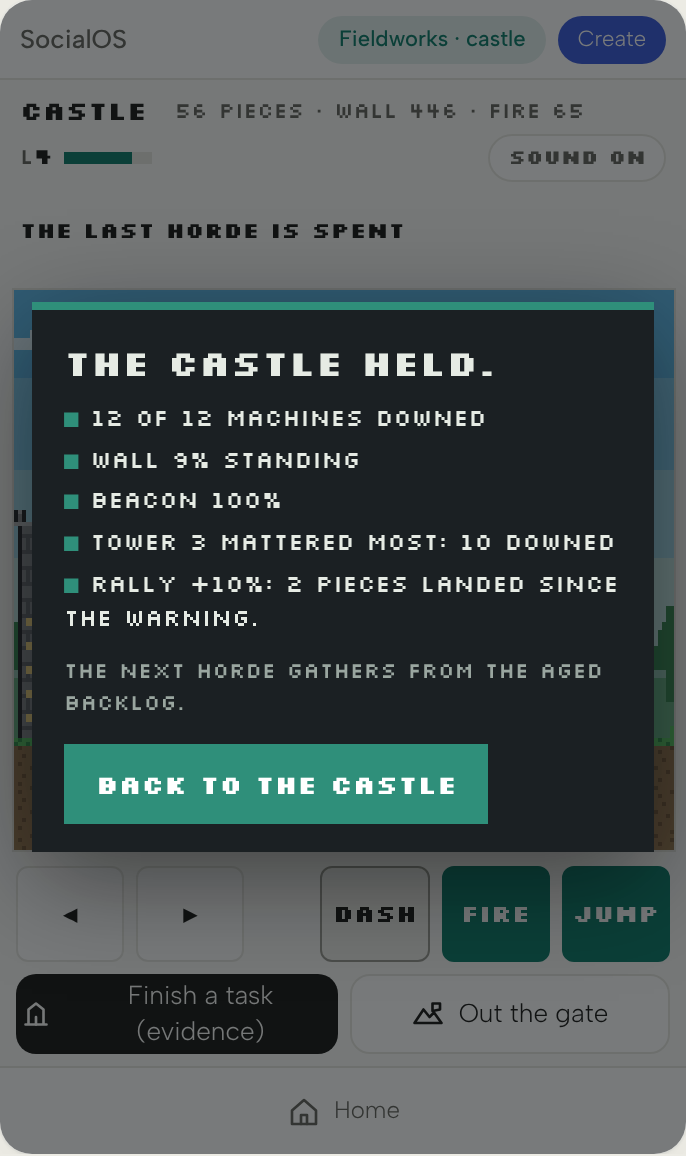 SocialOS
Fieldworks · castle
Create
CASTLE
56 PIECES · WALL 446 · FIRE 65
L4
SOUND ON
THE LAST HORDE IS SPENT
THE CASTLE HELD.
12 OF 12 MACHINES DOWNED
WALL 9% STANDING
BEACON 100%
TOWER 3 MATTERED MOST: 10 DOWNED
RALLY +10%: 2 PIECES LANDED SINCE
THE WARNING.
THE NEXT HORDE GATHERS FROM THE AGED
BACKLOG.
BACK TO THE CASTLE
DASH
FIRE
JUMP
Finish a task
(evidence)
Out the gate
Home